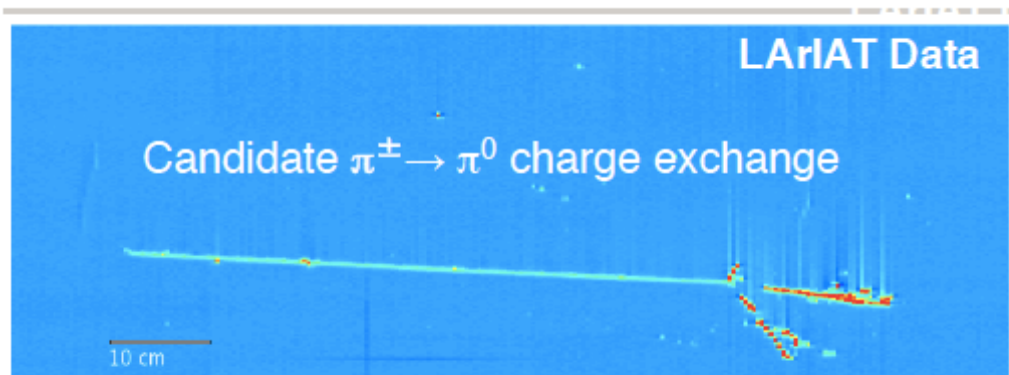 LArIAT Data
Candidate π± → π⁰ charge exchange
10 cm